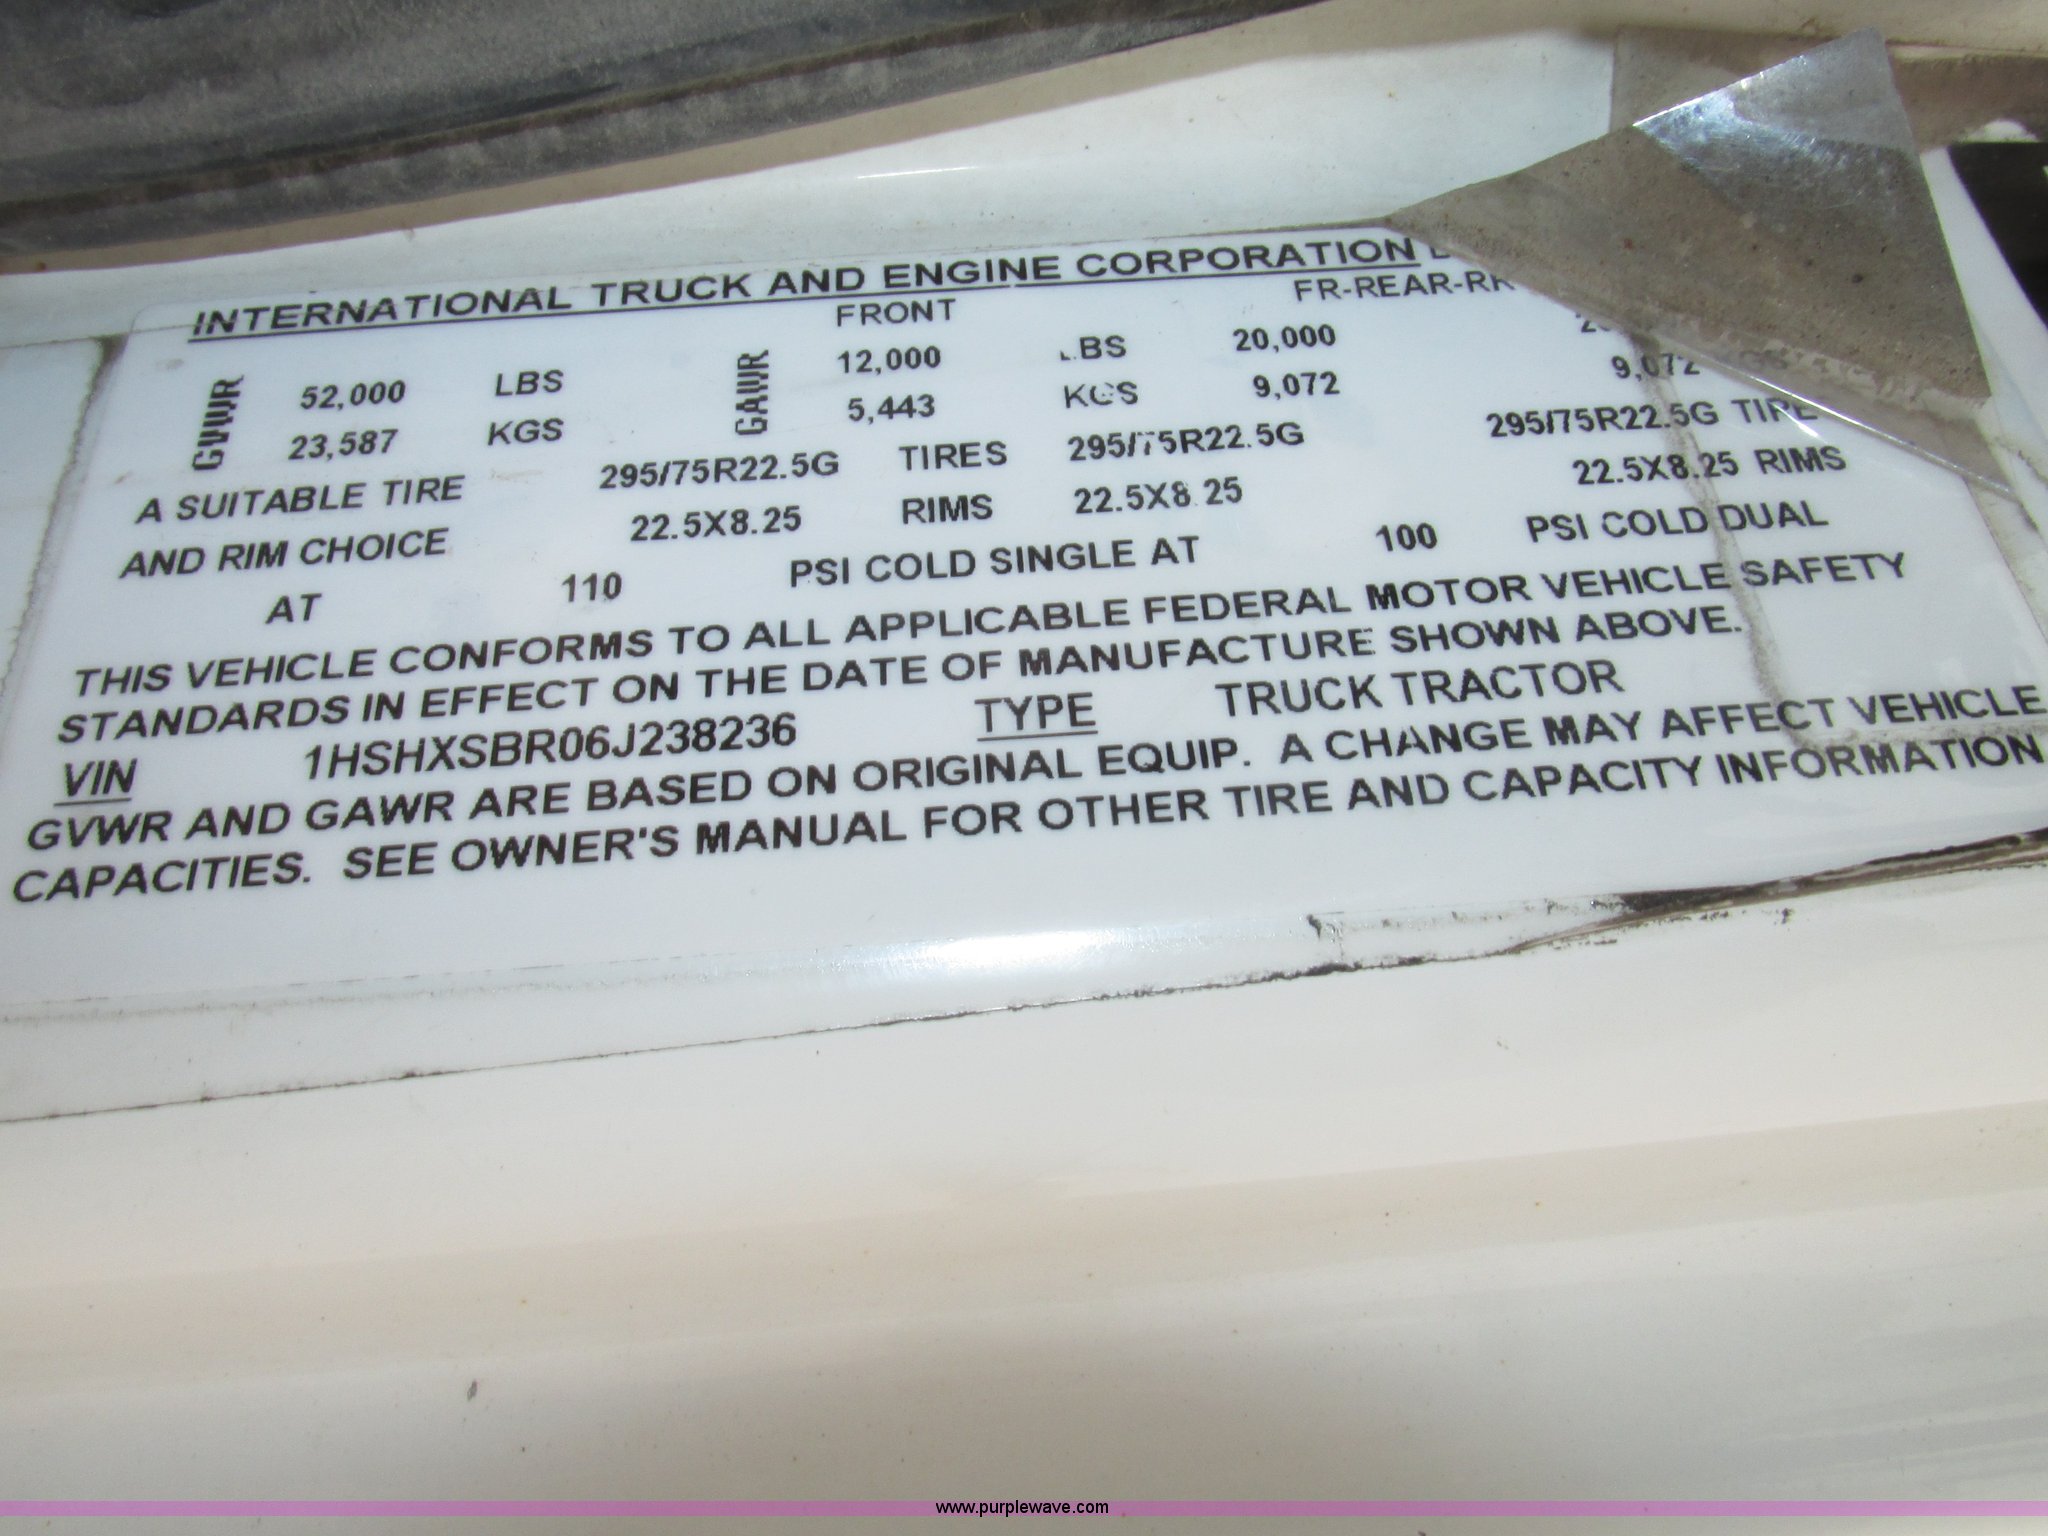 INTERNATIONAL TRUCK AND ENGINE CORPORATION
FRONT FR-REAR-RR
GVWR 52,000 LBS GAWR 12,000 LBS 20,000
23,587 KGS 5,443 KGS 9,072 9,072 KGS
A SUITABLE TIRE 295/75R22.5G TIRES 295/75R22.5G 295/75R22.5G TIRE
AND RIM CHOICE 22.5X8.25 RIMS 22.5X8.25 22.5X8.25 RIMS
AT 110 PSI COLD SINGLE AT 100 PSI COLD DUAL
THIS VEHICLE CONFORMS TO ALL APPLICABLE FEDERAL MOTOR VEHICLE SAFETY
STANDARDS IN EFFECT ON THE DATE OF MANUFACTURE SHOWN ABOVE.
VIN 1HSHXSBR06J238236 TYPE TRUCK TRACTOR
GVWR AND GAWR ARE BASED ON ORIGINAL EQUIP. A CHANGE MAY AFFECT VEHICLE
CAPACITIES. SEE OWNER'S MANUAL FOR OTHER TIRE AND CAPACITY INFORMATION
www.purplewave.com